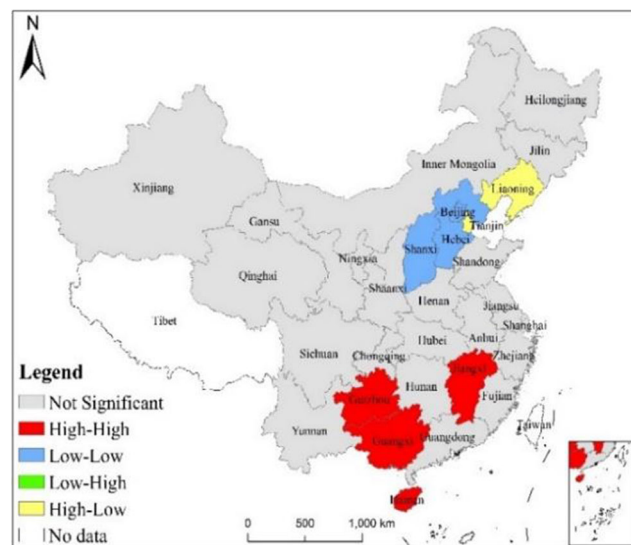 N
Heilongjiang
Jilin
Inner Mongolia
Liaoning
Xinjiang
Beijing
Tianjin
Gansu
Hebei
Shanxi
Ningxia
Shandong
Qinghai
Shaanxi
Henan
Jiangsu
Tibet
Shanghai
Hubei
Anhui
Sichuan
Chongqing
Zhejiang
Jiangxi
Hunan
Guizhou
Fujian
Yunnan
Guangxi
Guangdong
Taiwan
Hainan
Legend
Not Significant
High-High
Low-Low
Low-High
High-Low
No data
0 500 1,000 km